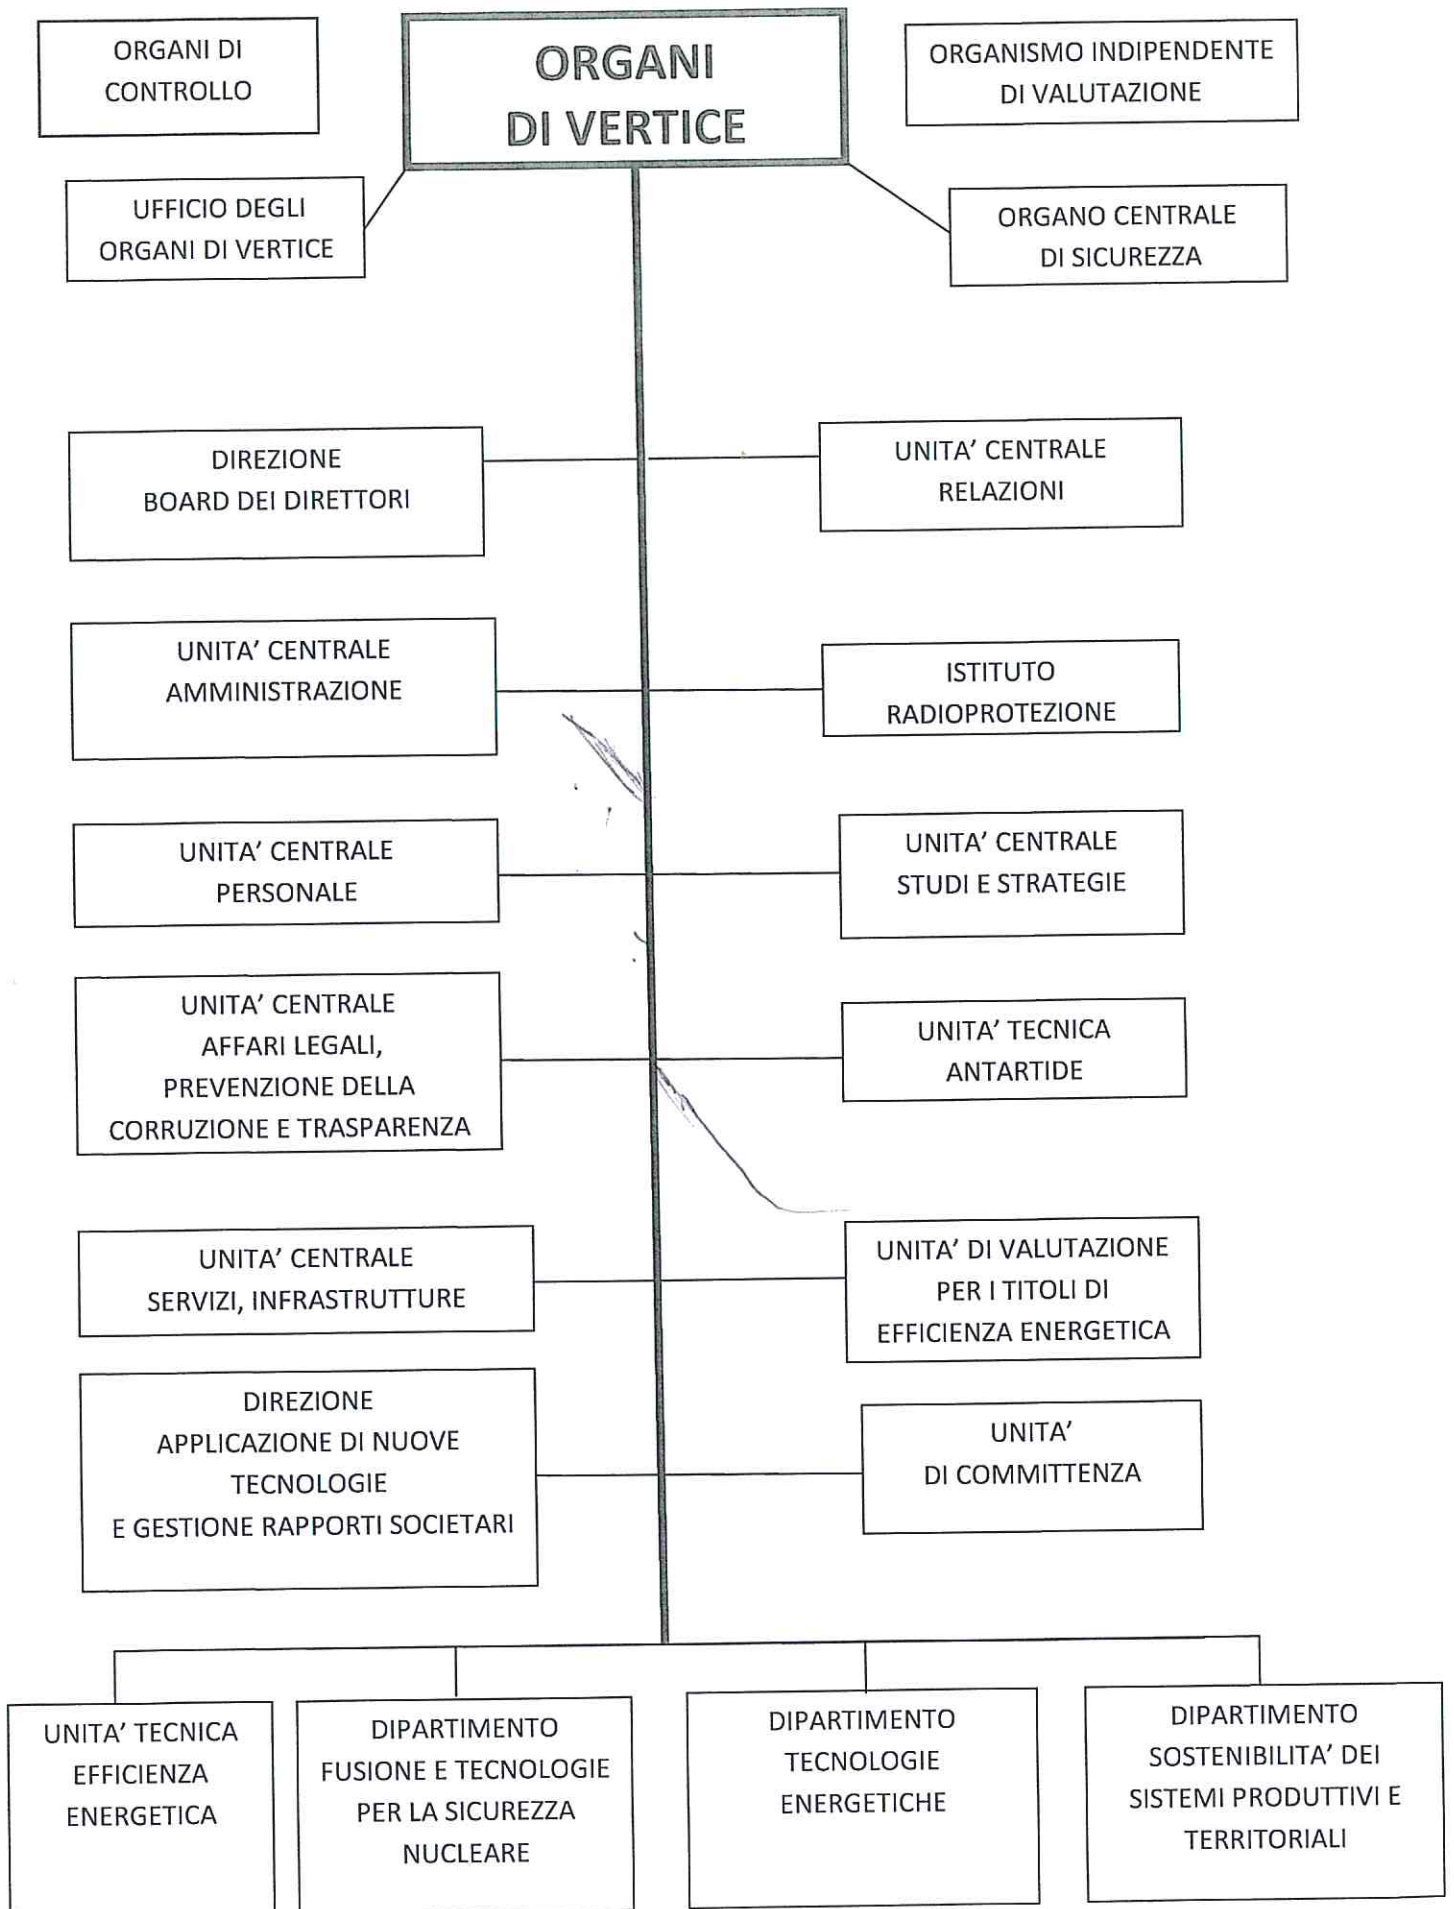 ORGANI DI
CONTROLLO
ORGANI
DI VERTICE
ORGANISMO INDIPENDENTE
DI VALUTAZIONE
UFFICIO DEGLI
ORGANI DI VERTICE
ORGANO CENTRALE
DI SICUREZZA
DIREZIONE
BOARD DEI DIRETTORI
UNITA’ CENTRALE
RELAZIONI
UNITA’ CENTRALE
AMMINISTRAZIONE
ISTITUTO
RADIOPROTEZIONE
UNITA’ CENTRALE
PERSONALE
UNITA’ CENTRALE
STUDI E STRATEGIE
UNITA’ CENTRALE
AFFARI LEGALI,
PREVENZIONE DELLA
CORRUZIONE E TRASPARENZA
UNITA’ TECNICA
ANTARTIDE
UNITA’ CENTRALE
SERVIZI, INFRASTRUTTURE
UNITA’ DI VALUTAZIONE
PER I TITOLI DI
EFFICIENZA ENERGETICA
DIREZIONE
APPLICAZIONE DI NUOVE
TECNOLOGIE
E GESTIONE RAPPORTI SOCIETARI
UNITA’
DI COMMITTENZA
UNITA’ TECNICA
EFFICIENZA
ENERGETICA
DIPARTIMENTO
FUSIONE E TECNOLOGIE
PER LA SICUREZZA
NUCLEARE
DIPARTIMENTO
TECNOLOGIE
ENERGETICHE
DIPARTIMENTO
SOSTENIBILITA’ DEI
SISTEMI PRODUTTIVI E
TERRITORIALI